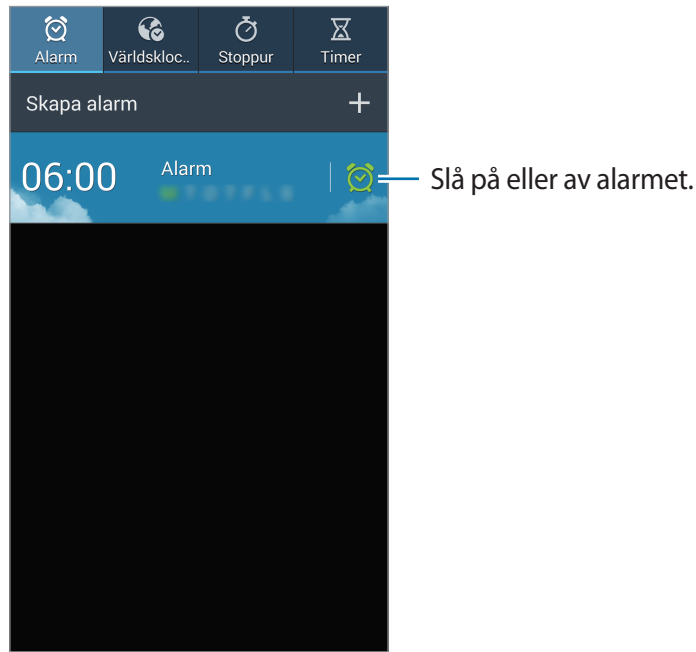 Alarm
Världskloc..
Stoppur
Timer
Skapa alarm
06:00
Alarm
Slå på eller av alarmet.